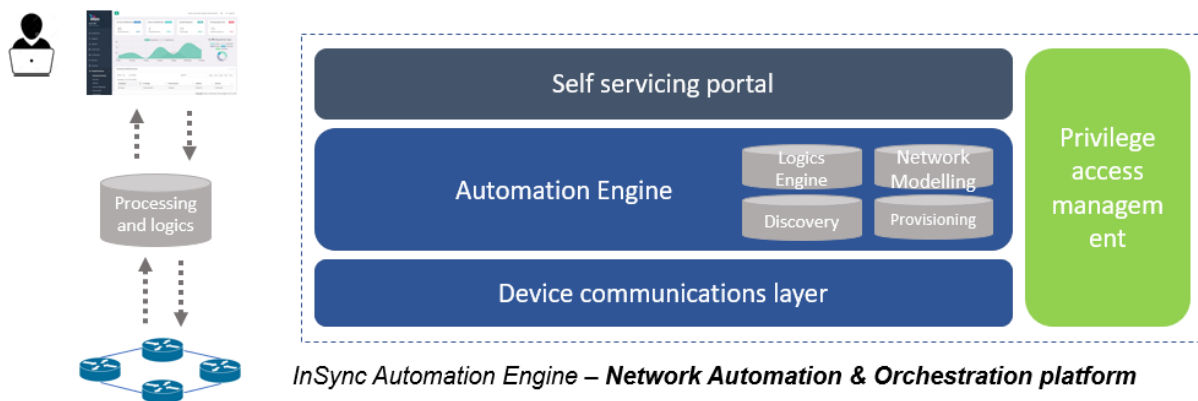 Processing
and logics
Self servicing portal
Automation Engine
Logics
Engine
Network
Modelling
Discovery
Provisioning
Device communications layer
Privilege
access
managem
ent
InSync Automation Engine – Network Automation & Orchestration platform